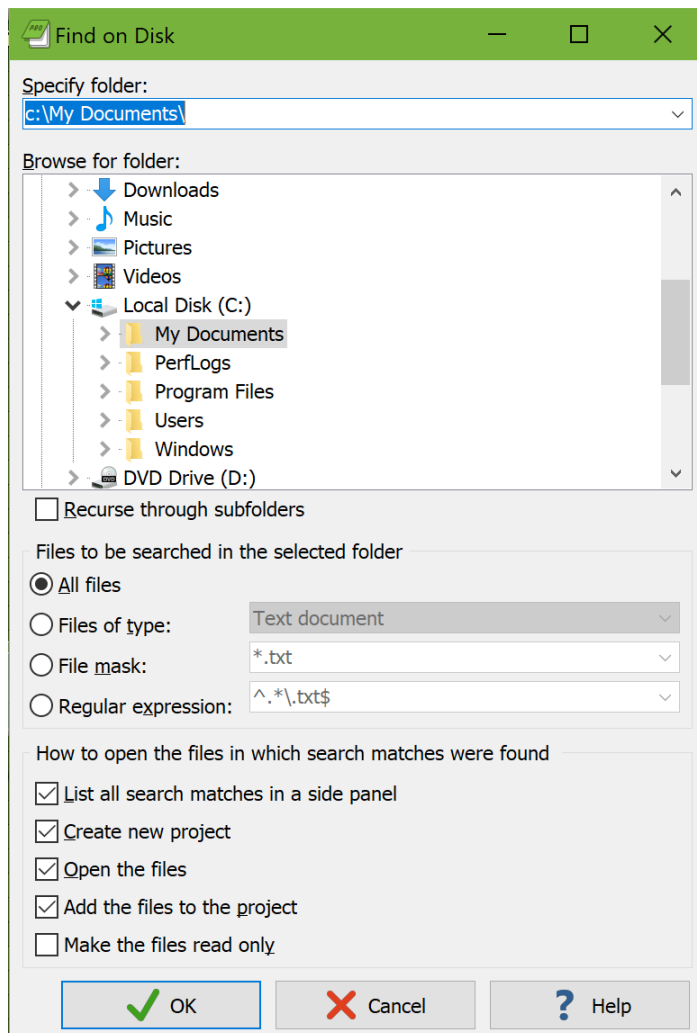 Find on Disk
Specify folder:
c:\My Documents\
Browse for folder:
Downloads
Music
Pictures
Videos
Local Disk (C:)
My Documents
PerfLogs
Program Files
Users
Windows
DVD Drive (D:)
Recurse through subfolders
Files to be searched in the selected folder
All files
Files of type: Text document
File mask: *.txt
Regular expression: ^.*\.txt$
How to open the files in which search matches were found
List all search matches in a side panel
Create new project
Open the files
Add the files to the project
Make the files read only
OK Cancel ? Help